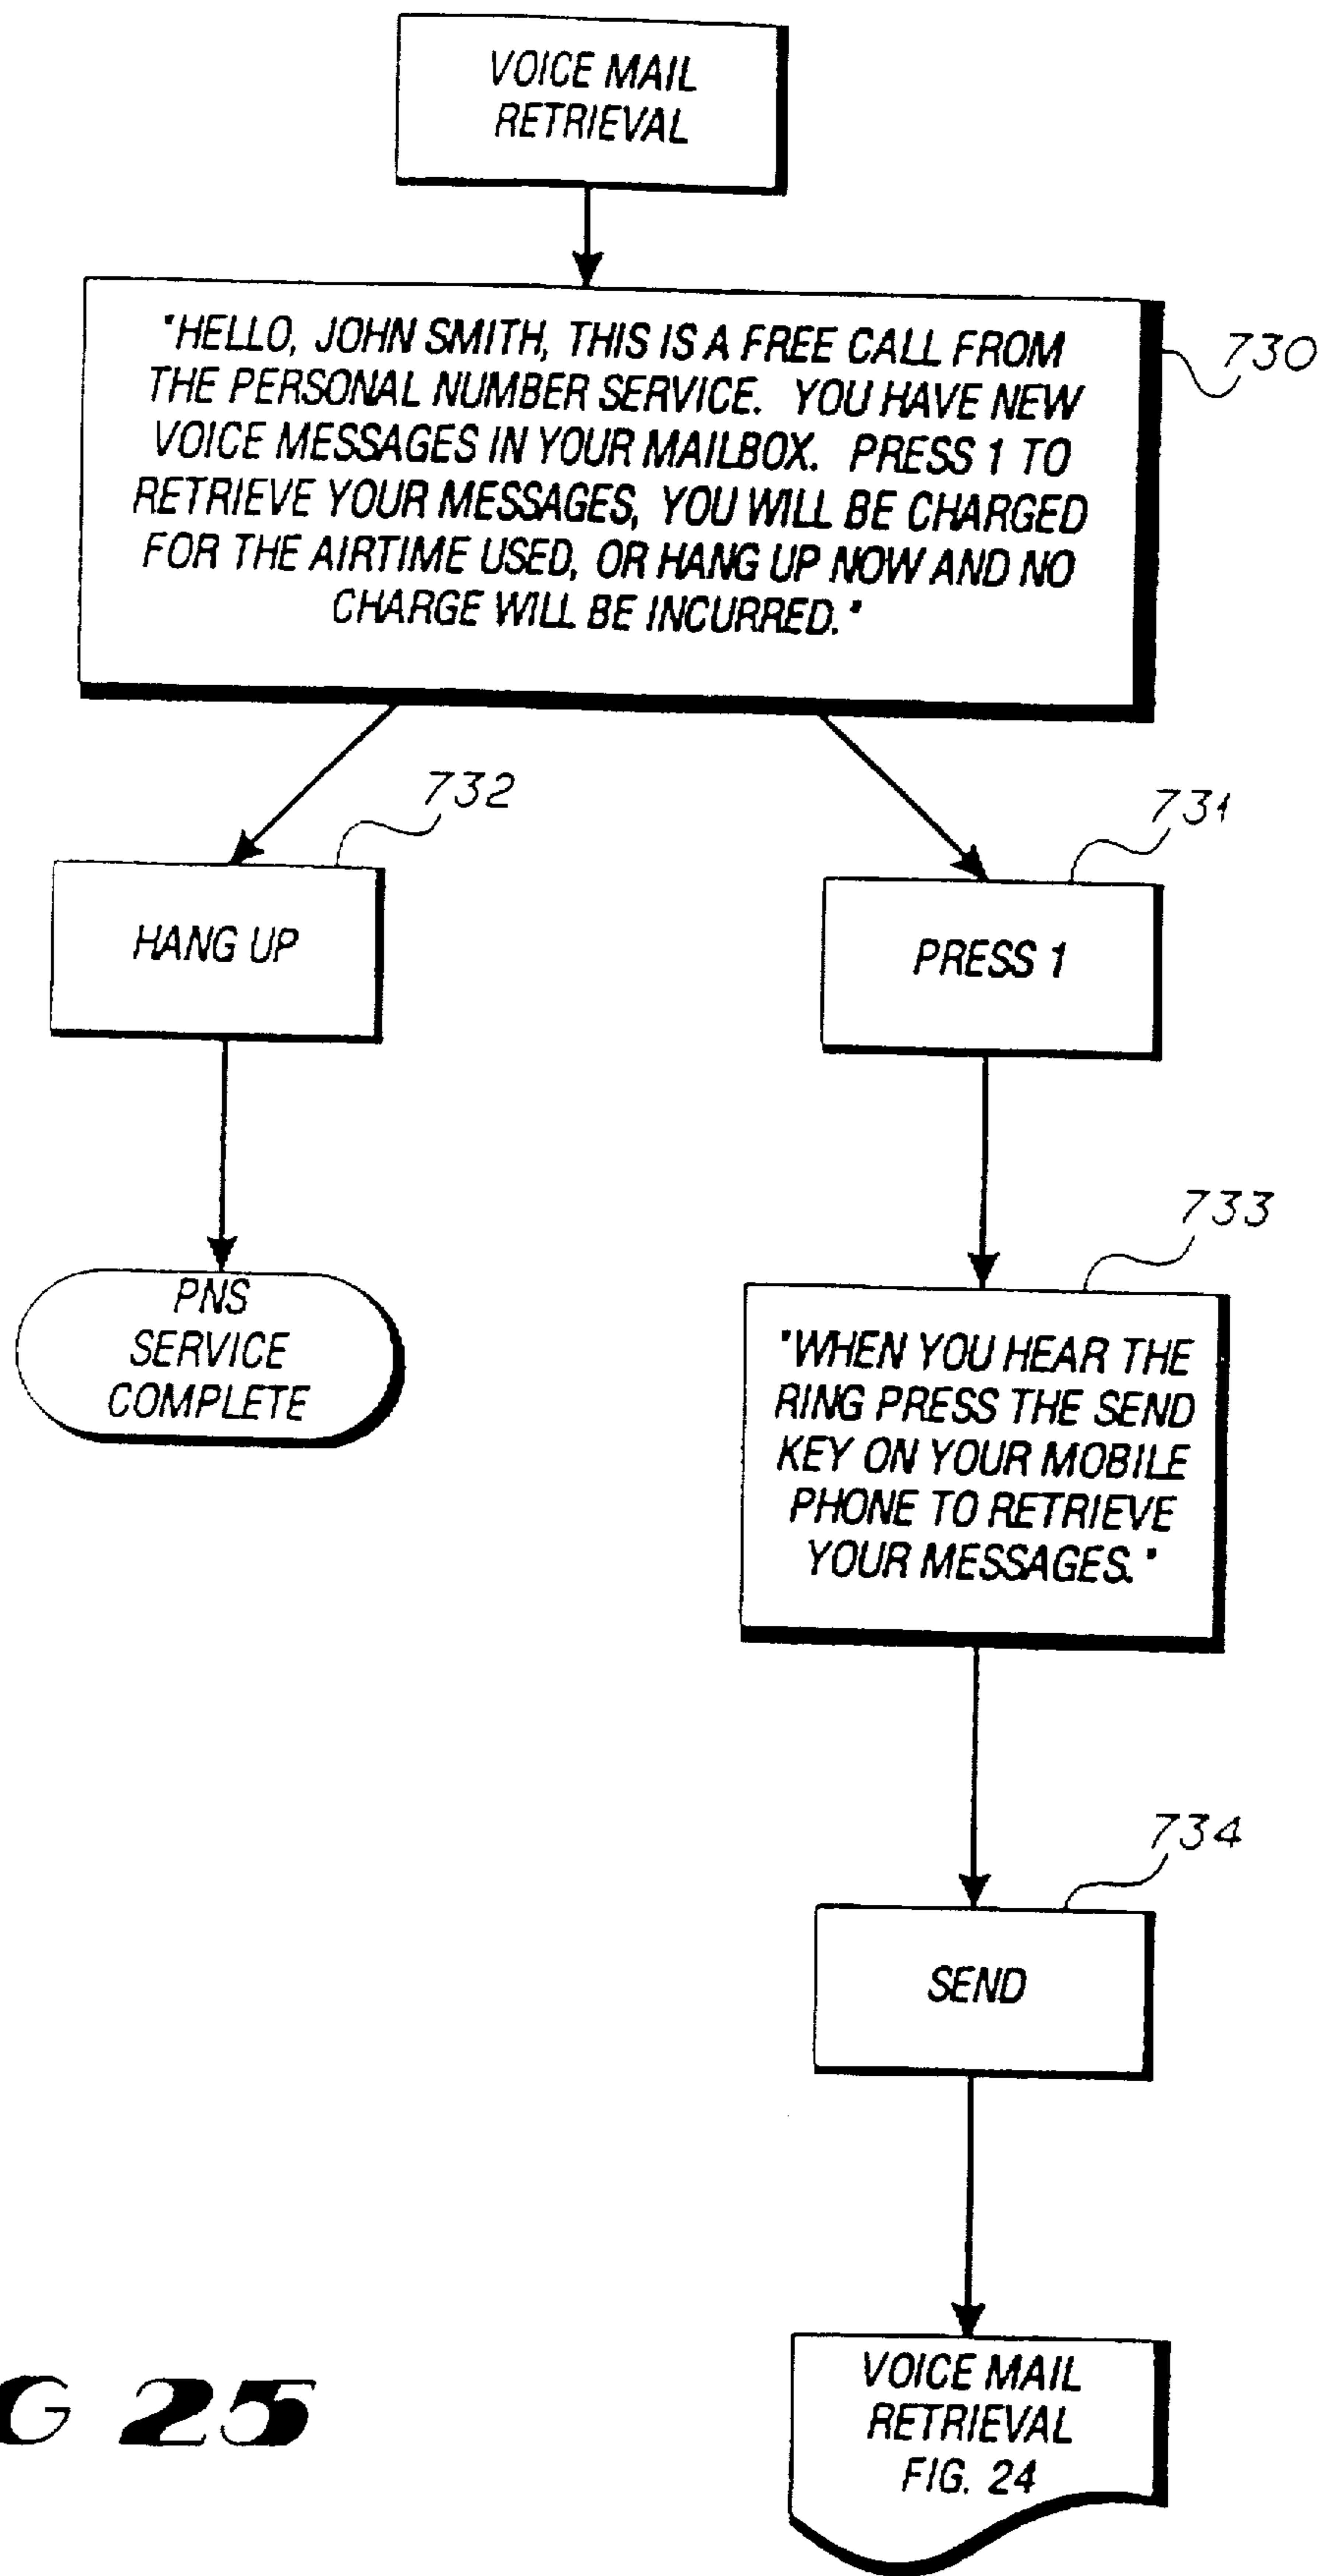 VOICE MAIL
RETRIEVAL
"HELLO, JOHN SMITH, THIS IS A FREE CALL FROM
THE PERSONAL NUMBER SERVICE. YOU HAVE NEW
VOICE MESSAGES IN YOUR MAILBOX. PRESS 1 TO
RETRIEVE YOUR MESSAGES, YOU WILL BE CHARGED
FOR THE AIRTIME USED, OR HANG UP NOW AND NO
CHARGE WILL BE INCURRED."
730
732
731
HANG UP
PRESS 1
733
PNS
SERVICE
COMPLETE
"WHEN YOU HEAR THE
RING PRESS THE SEND
KEY ON YOUR MOBILE
PHONE TO RETRIEVE
YOUR MESSAGES."
734
SEND
VOICE MAIL
RETRIEVAL
FIG. 24
G 25